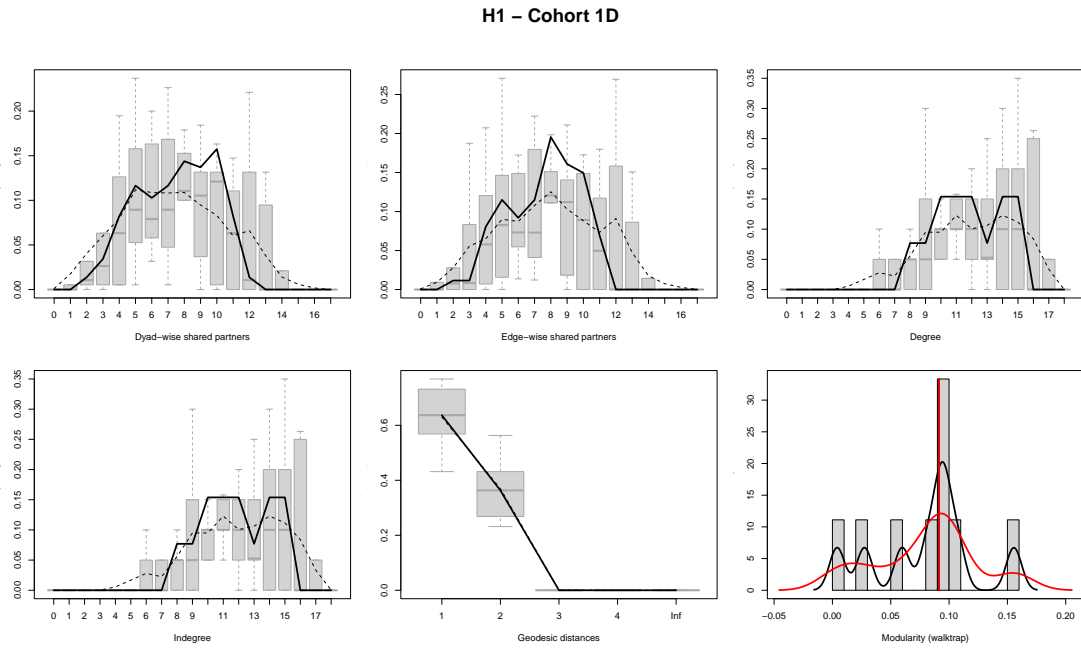 H1 – Cohort 1D
0.00 0.05 0.10 0.15 0.20
0 1 2 3 4 5 6 7 8 9 10 11 12 14 16
Dyad−wise shared partners
0.00 0.05 0.10 0.15 0.20 0.25
0 1 2 3 4 5 6 7 8 9 10 11 12 14 16
Edge−wise shared partners
0.00 0.05 0.10 0.15 0.20 0.25 0.30 0.35
0 1 2 3 4 5 6 7 8 9 11 13 15 17
Degree
0.00 0.05 0.10 0.15 0.20 0.25 0.30 0.35
0 1 2 3 4 5 6 7 8 9 11 13 15 17
Indegree
0.0 0.2 0.4 0.6
1 2 3 4 Inf
Geodesic distances
0 5 10 15 20 25 30
−0.05 0.00 0.05 0.10 0.15 0.20
Modularity (walktrap)